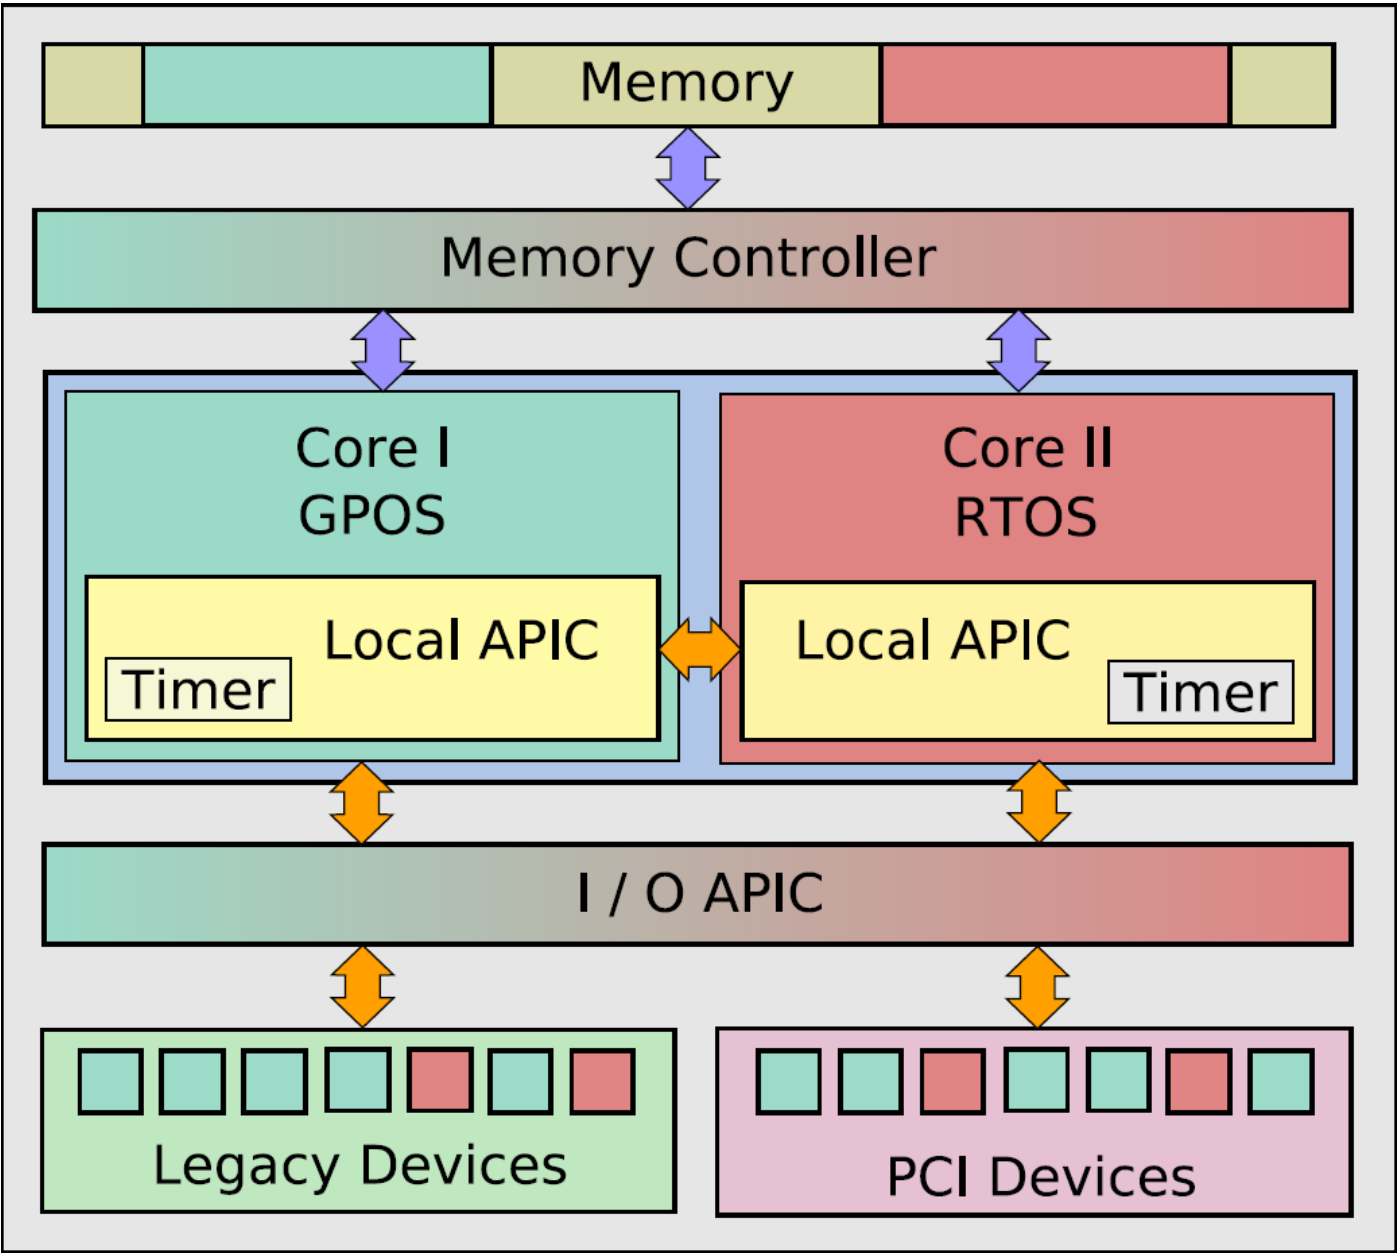 Memory
Memory Controller
Core I
GPOS
Local APIC
Timer
Core II
RTOS
Local APIC
Timer
I / O APIC
Legacy Devices
PCI Devices